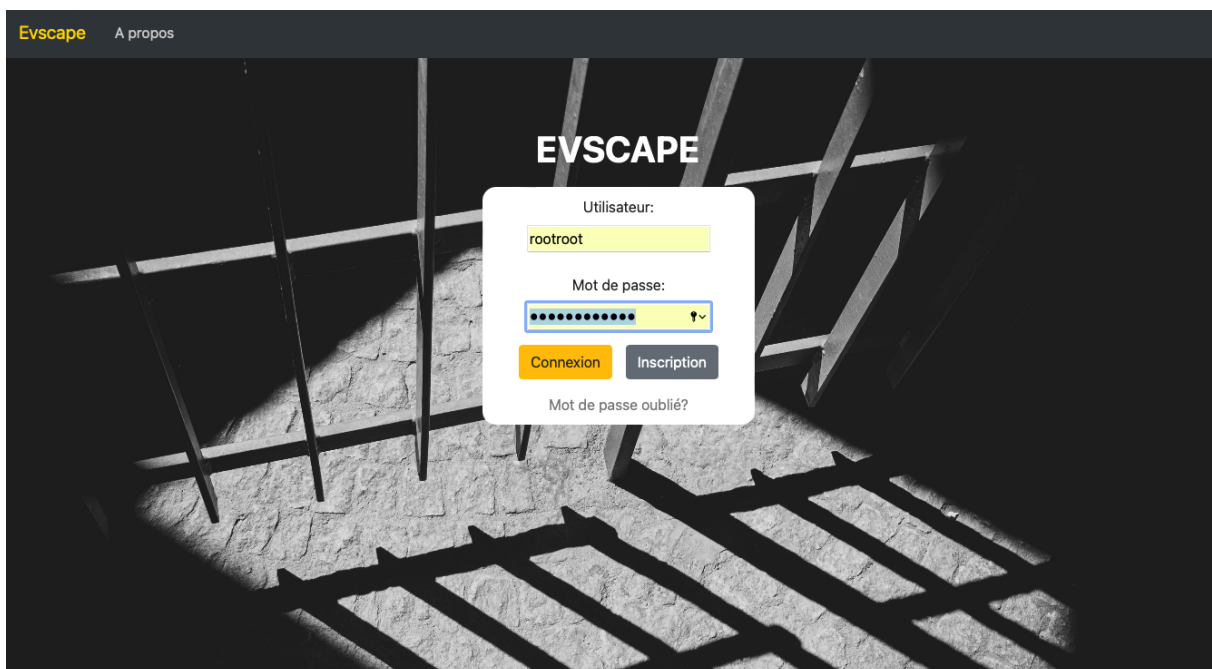 Evscape A propos
EVSCAPE
Utilisateur:
rootroot
Mot de passe:
••••••••••••
Connexion Inscription
Mot de passe oublié?